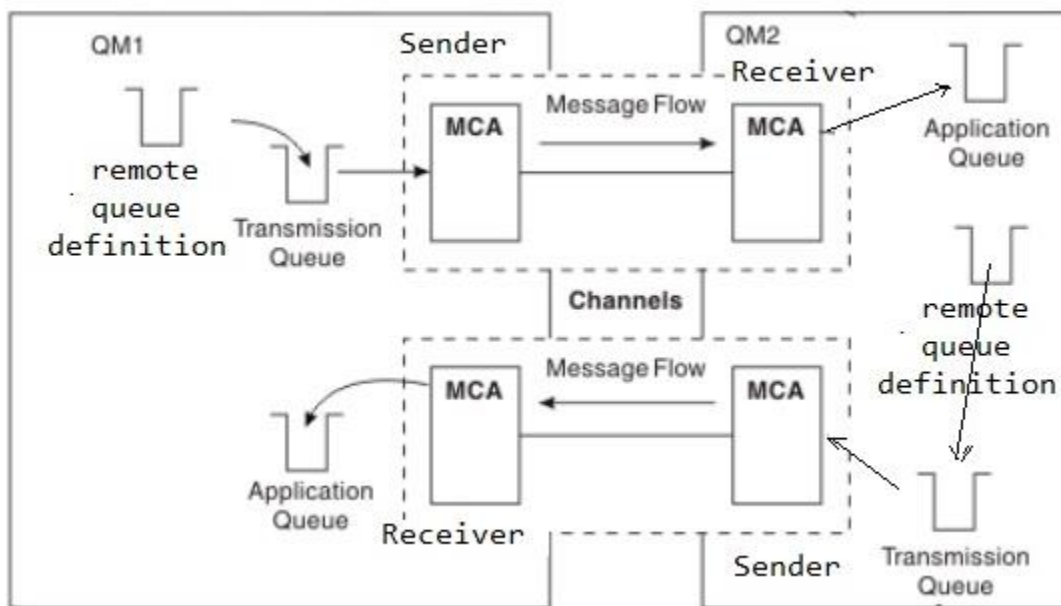 QM1
Sender
QM2
Receiver
MCA
Message Flow
MCA
Application
Queue
remote
queue
definition
Transmission
Queue
remote
queue
definition
Channels
MCA
Message Flow
MCA
Application
Queue
Receiver
Sender
Transmission
Queue